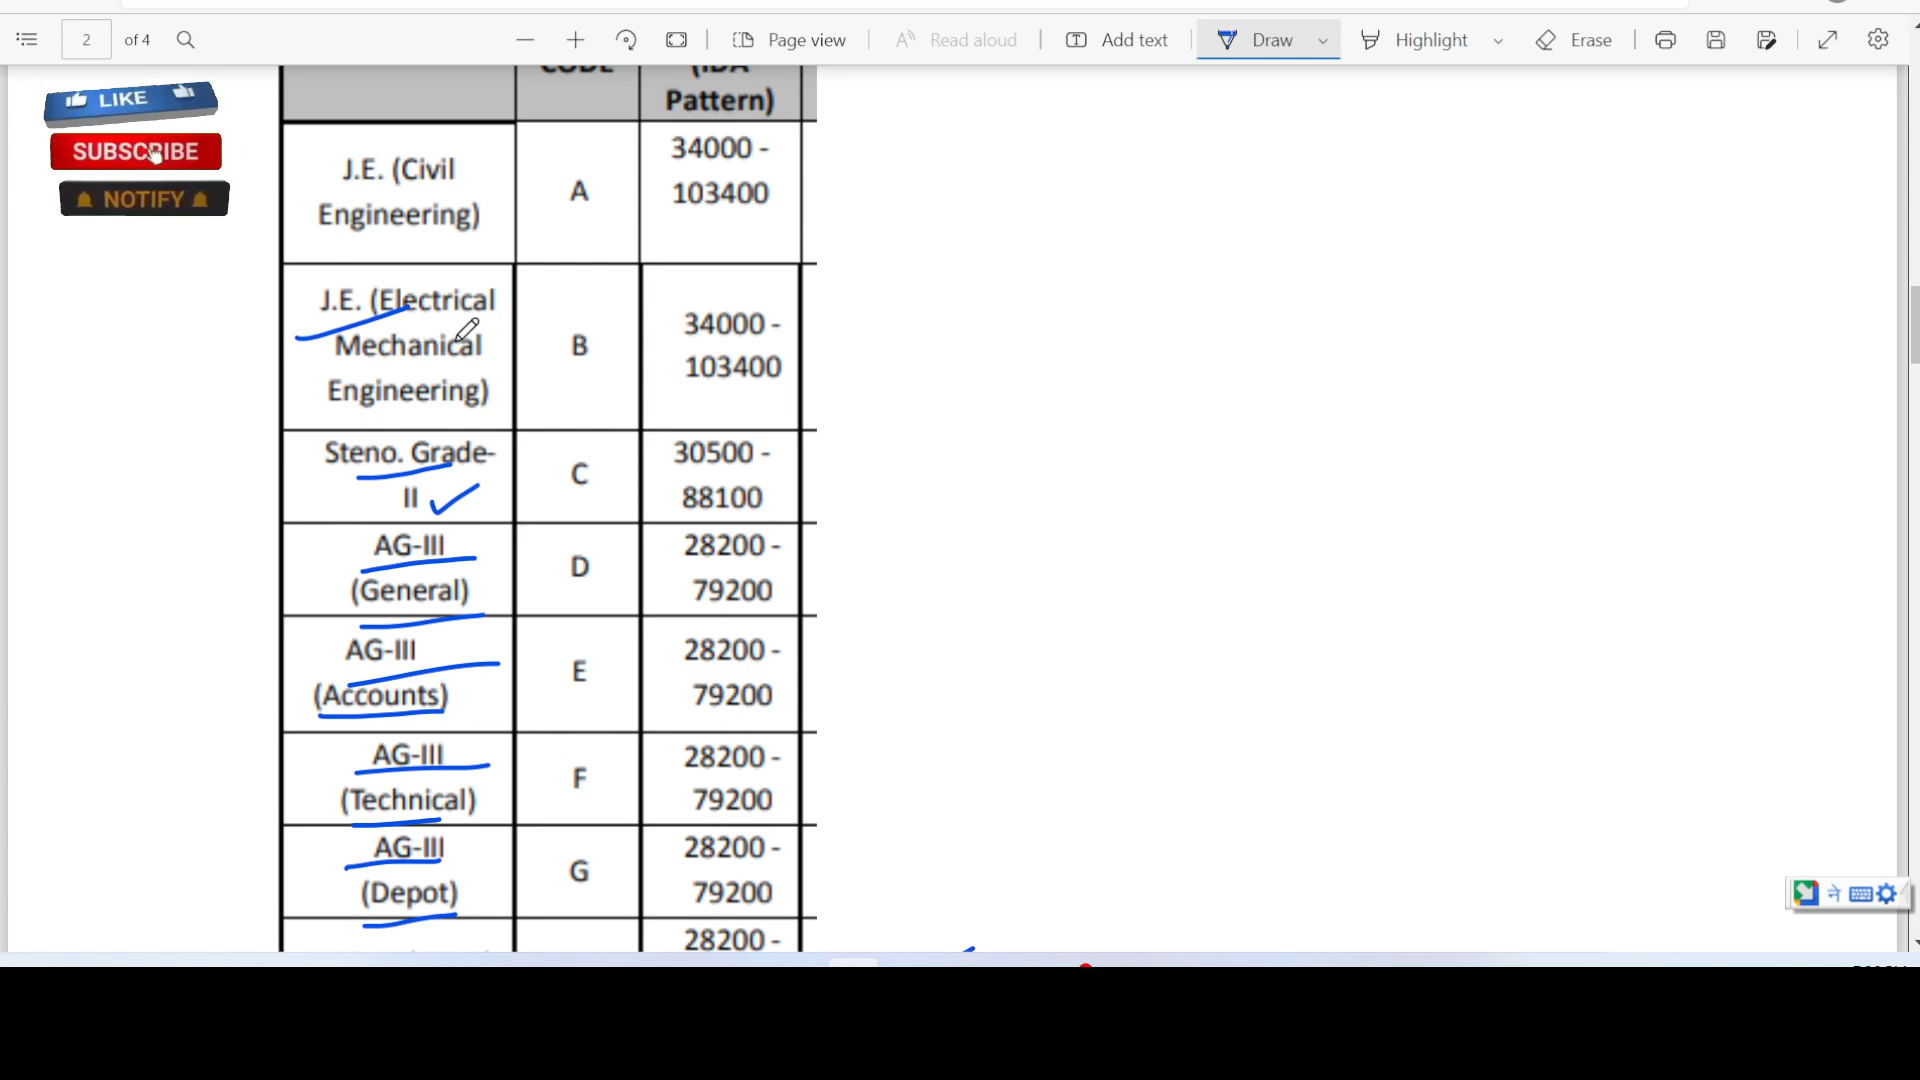 2
of 4
Page view
Read aloud
Add text
Draw
Highlight
Erase
LIKE
SUBSCRIBE
NOTIFY
CODE
(IDA
Pattern)
J.E. (Civil
Engineering)
A
34000 -
103400
J.E. (Electrical
Mechanical
Engineering)
B
34000 -
103400
Steno. Grade-
II
C
30500 -
88100
AG-III
(General)
D
28200 -
79200
AG-III
(Accounts)
E
28200 -
79200
AG-III
(Technical)
F
28200 -
79200
AG-III
(Depot)
G
28200 -
79200
28200 -